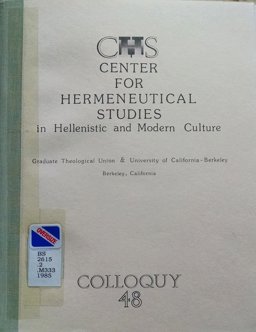 CHS
CENTER
FOR
HERMENEUTICAL
STUDIES
in Hellenistic and Modern Culture
Graduate Theological Union & University of California-Berkeley
Berkeley, California
OVERSIZE
BS
2615
.2
.M333
1985
COLLOQUY
48